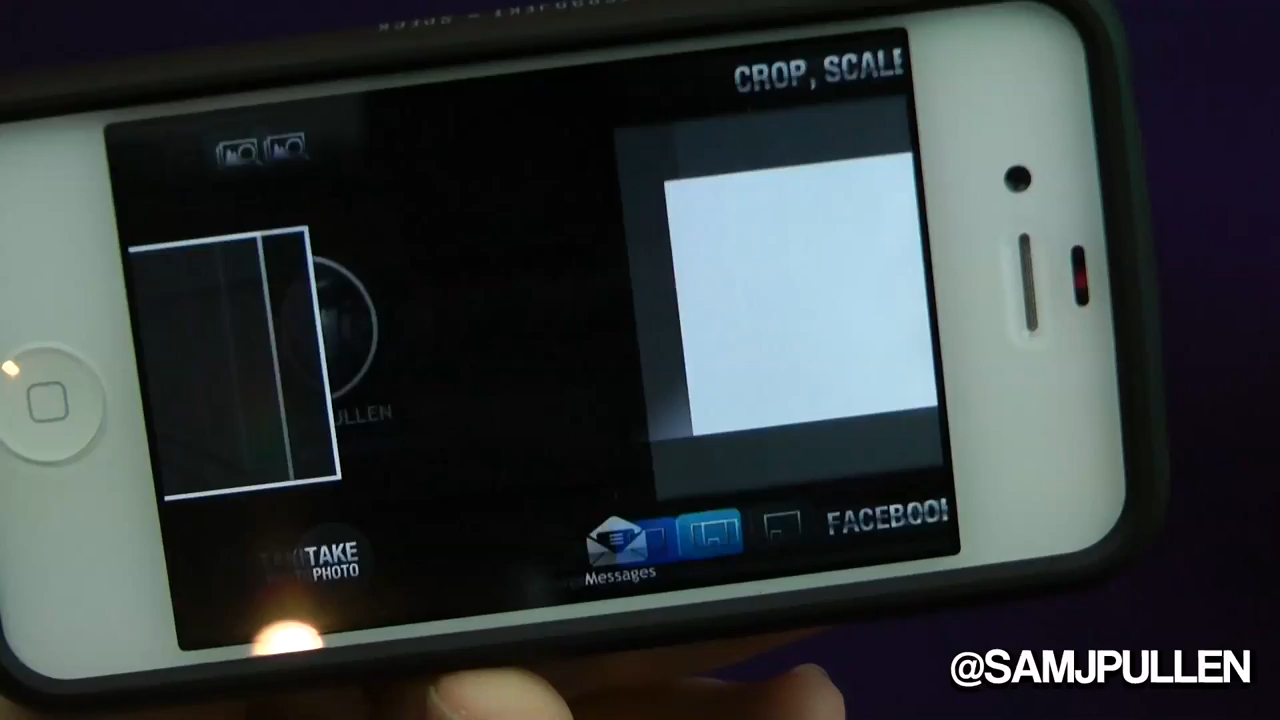 CROP, SCALE
ULLEN
TAKE
PHOTO
FACEBOOK
Messages
@SAMJPULLEN